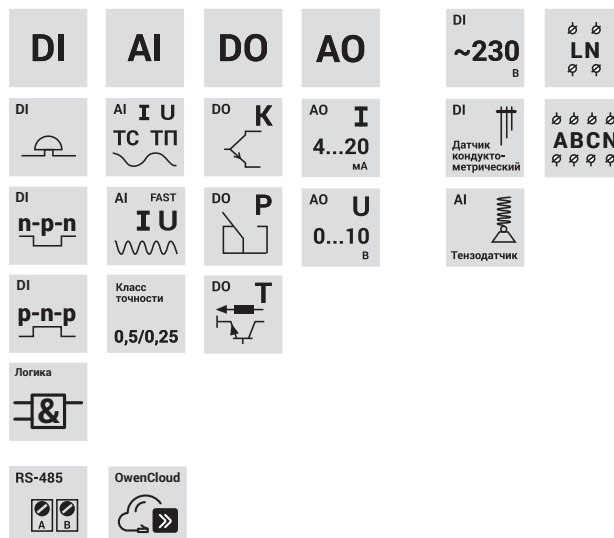 DI
AI
DO
AO
DI
~230
В
LN
DI
AI I U
ТС ТП
DO K
AO I
4...20
мА
DI
Датчик
кондукто-
метрический
ABCN
DI
n-p-n
AI FAST
I U
DO P
AO U
0...10
В
AI
Тензодатчик
DI
p-n-p
Класс
точности
0,5/0,25
DO T
Логика
&
RS-485
A B
OwenCloud